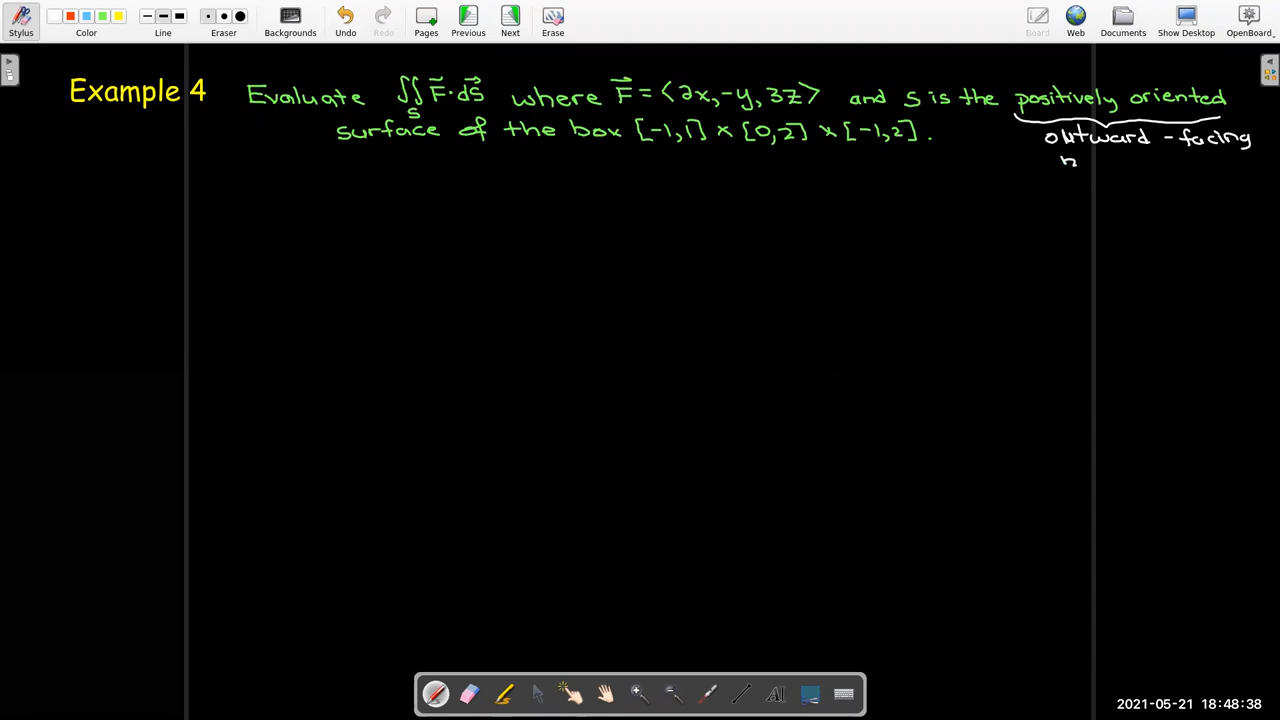 Stylus
Color
Line
Eraser
Backgrounds
Undo
Redo
Pages
Previous
Next
Erase
Board
Web
Documents
Show Desktop
OpenBoard
Example 4 Evaluate ∬_S F⃗·dS⃗ where F⃗ = ⟨2x, -y, 3z⟩ and S is the positively oriented
surface of the box [-1,1] × [0,2] × [-1,2].
outward-facing
n
AI
2021-05-21 18:48:38